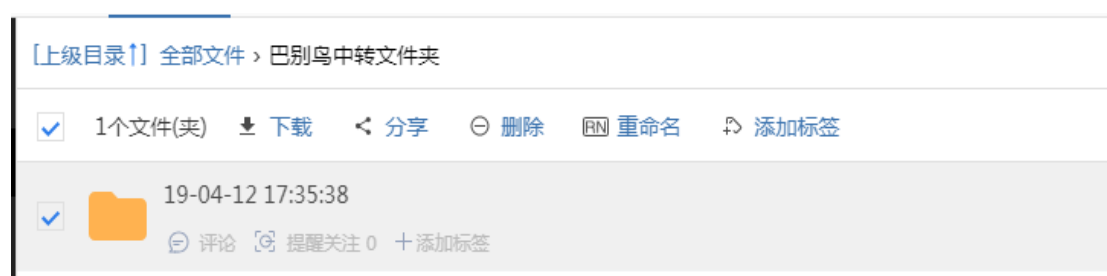 [上级目录↑] 全部文件 › 巴别鸟中转文件夹
1个文件(夹) 下载 分享 删除 RN 重命名 添加标签
19-04-12 17:35:38
评论 提醒关注 0 +添加标签